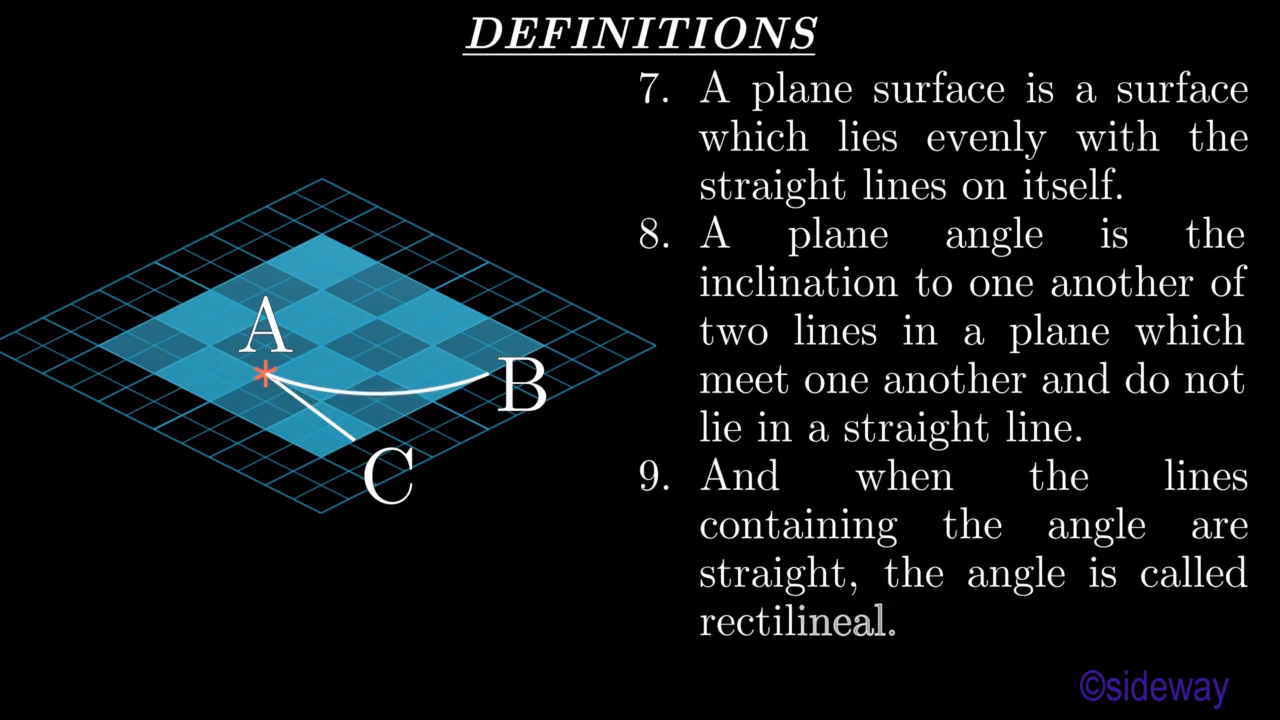 DEFINITIONS
7. A plane surface is a surface
which lies evenly with the
straight lines on itself.
8. A plane angle is the
inclination to one another of
two lines in a plane which
meet one another and do not
lie in a straight line.
9. And when the lines
containing the angle are
straight, the angle is called
rectilineal.
A
B
C
©sideway